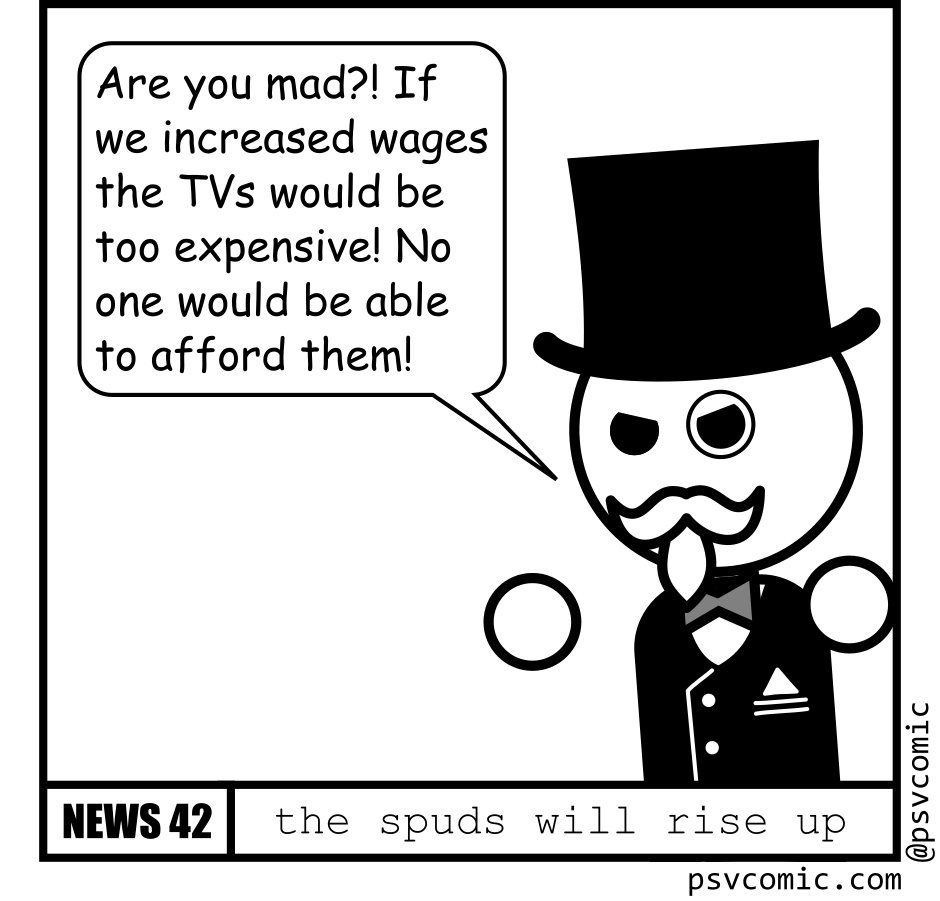 Are you mad?! If
we increased wages
the TVs would be
too expensive! No
one would be able
to afford them!
NEWS 42
the spuds will rise up
@psvcomic
psvcomic.com